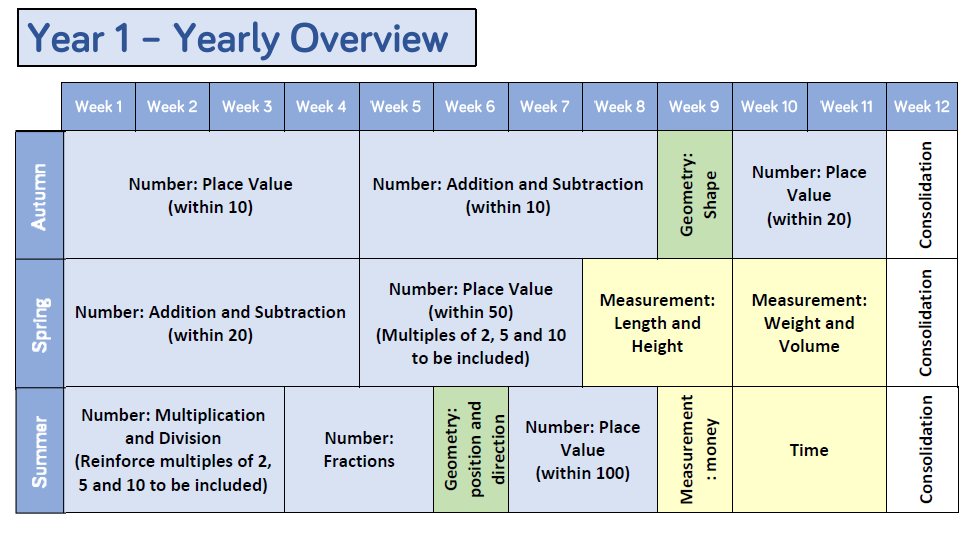 Year 1 – Yearly Overview
Week 1 Week 2 Week 3 Week 4 Week 5 Week 6 Week 7 Week 8 Week 9 Week 10 Week 11 Week 12
Autumn
Number: Place Value
(within 10)
Number: Addition and Subtraction
(within 10)
Geometry:
Shape
Number: Place
Value
(within 20)
Consolidation
Spring
Number: Addition and Subtraction
(within 20)
Number: Place Value
(within 50)
(Multiples of 2, 5 and 10
to be included)
Measurement:
Length and
Height
Measurement:
Weight and
Volume
Consolidation
Summer
Number: Multiplication
and Division
(Reinforce multiples of 2,
5 and 10 to be included)
Number:
Fractions
Geometry:
position and
direction
Number: Place
Value
(within 100)
Measurement
: money
Time
Consolidation